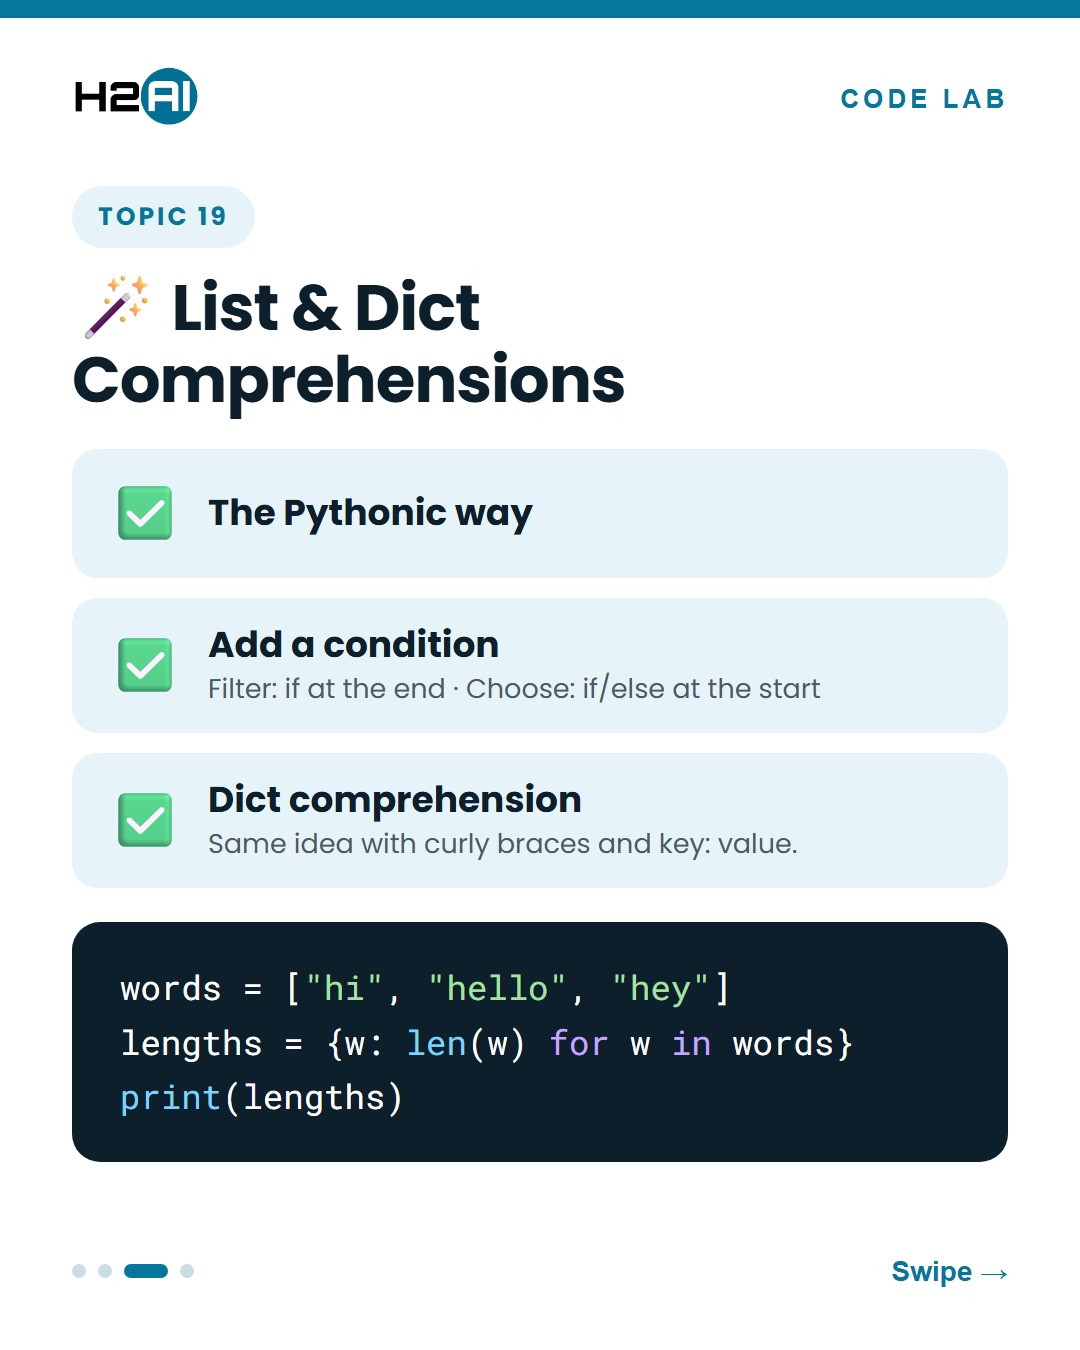 H2AI
CODE LAB
TOPIC 19
🪄 List & Dict
Comprehensions
✅ The Pythonic way
✅ Add a condition
Filter: if at the end · Choose: if/else at the start
✅ Dict comprehension
Same idea with curly braces and key: value.
words = ["hi", "hello", "hey"]
lengths = {w: len(w) for w in words}
print(lengths)
Swipe →